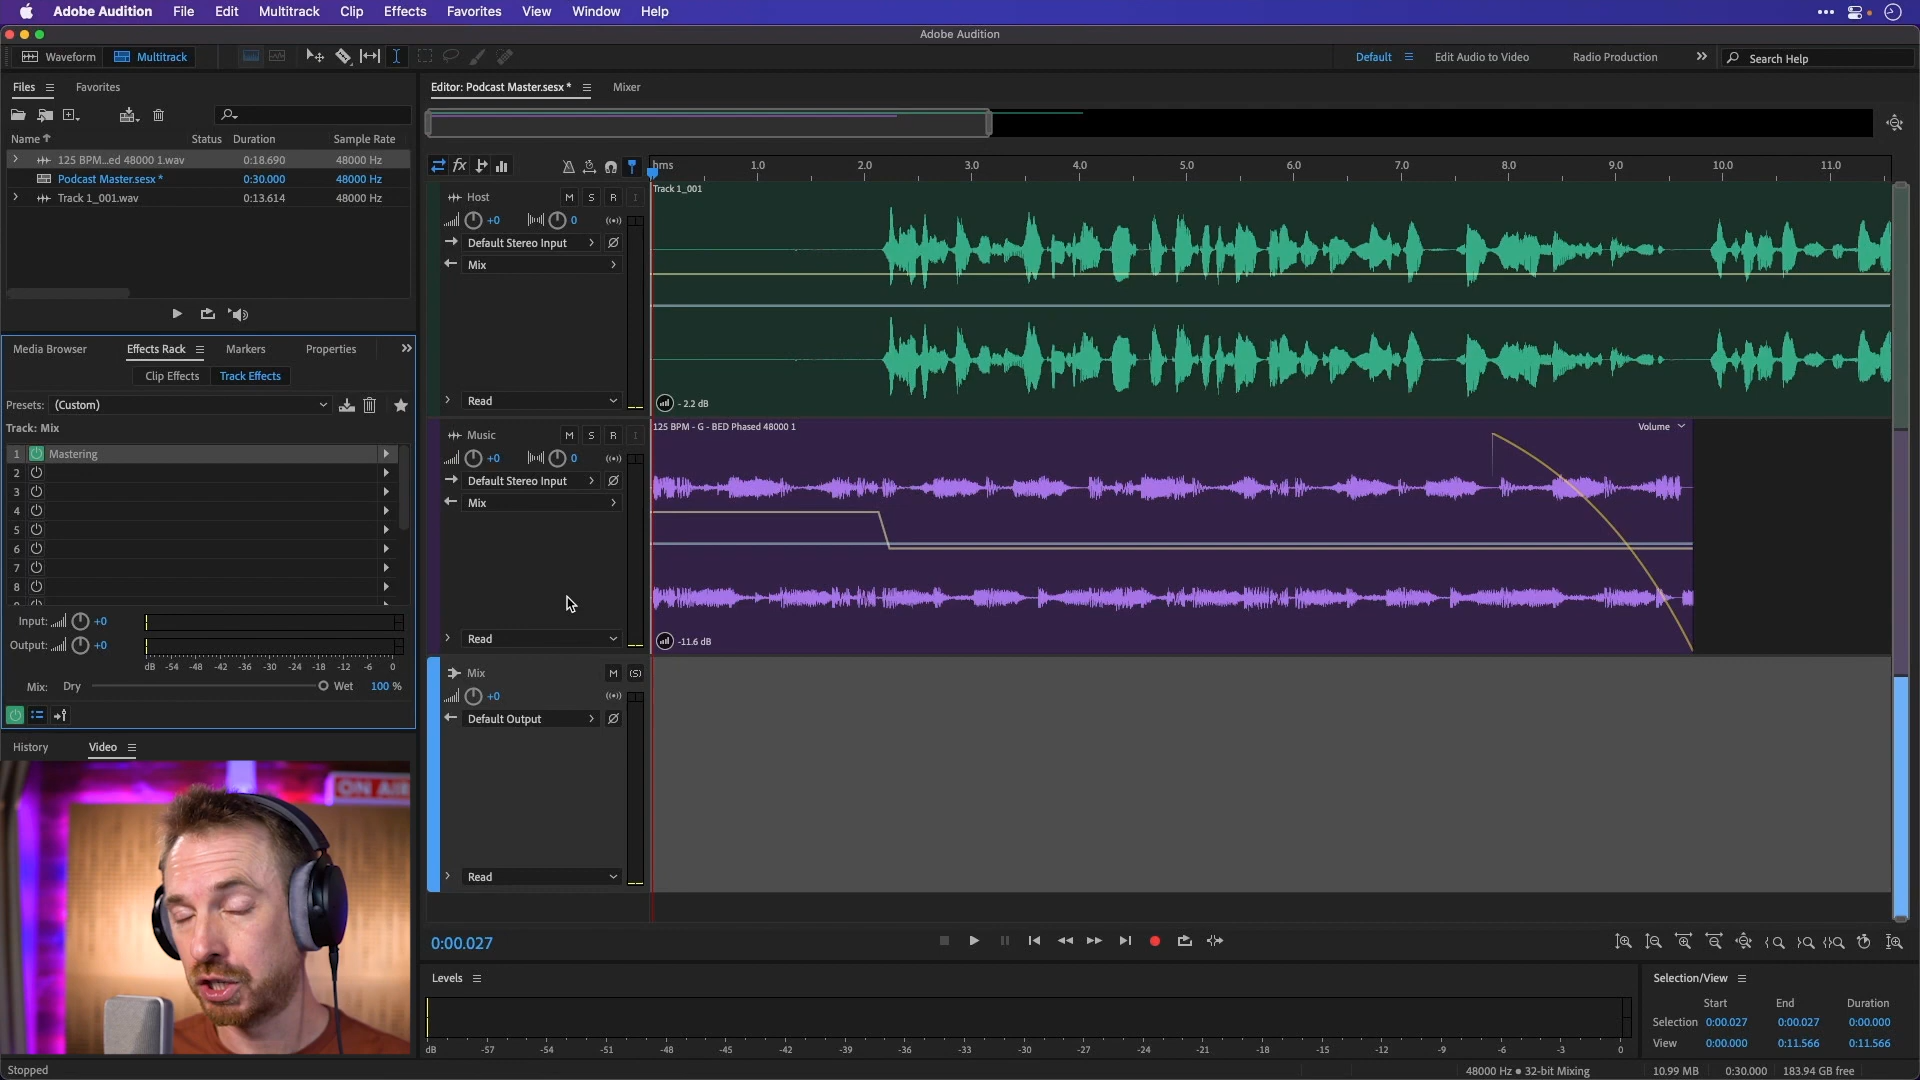 Adobe Audition File Edit Multitrack Clip Effects Favorites View Window Help
Adobe Audition
Waveform Multitrack Default Edit Audio to Video Radio Production Search Help
Files Favorites
Name Status Duration Sample Rate
125 BPM...ed 48000 1.wav 0:18.690 48000 Hz
Podcast Master.sesx * 0:30.000 48000 Hz
Track 1_001.wav 0:13.614 48000 Hz
Media Browser Effects Rack Markers Properties
Clip Effects Track Effects
Presets: (Custom)
Track: Mix
1 Mastering
2
3
4
5
6
7
8
Input: +0
Output: +0
dB -54 -48 -42 -36 -30 -24 -18 -12 -6 0
Mix: Dry Wet 100 %
History Video
ON AIR
Editor: Podcast Master.sesx * Mixer
fx hms 1.0 2.0 3.0 4.0 5.0 6.0 7.0 8.0 9.0 10.0 11.0
Host M S R I
Track 1_001
+0 0
Default Stereo Input
Mix
Read
- 2.2 dB
Music M S R I
125 BPM - G - BED Phased 48000 1 Volume
+0 0
Default Stereo Input
Mix
Read
-11.6 dB
Mix M (S)
+0
Default Output
Read
0:00.027
Levels
dB -57 -54 -51 -48 -45 -42 -39 -36 -33 -30 -27 -24 -21 -18 -15 -12 -9 -6 -3 0
Selection/View
Start End Duration
Selection 0:00.027 0:00.027 0:00.000
View 0:00.000 0:11.566 0:11.566
Stopped 48000 Hz ● 32-bit Mixing 10.99 MB 0:30.000 183.94 GB free